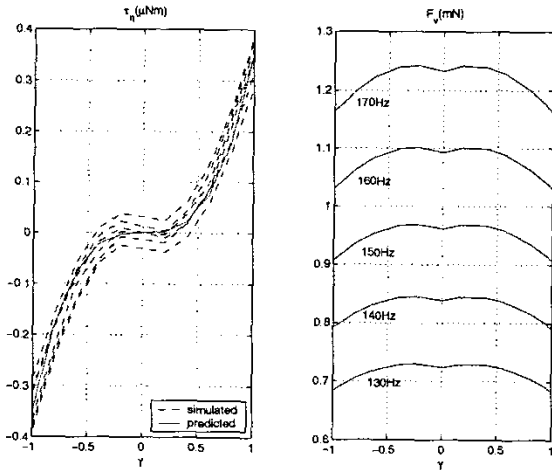 τη(μNm)
0.4
0.3
0.2
0.1
0
-0.1
-0.2
-0.3
-0.4
-1 -0.5 0 0.5 1
γ
simulated
predicted
Fv(mN)
1.3
1.2
1.1
1
0.9
0.8
0.7
0.6
-1 -0.5 0 0.5 1
γ
170Hz
160Hz
150Hz
140Hz
130Hz